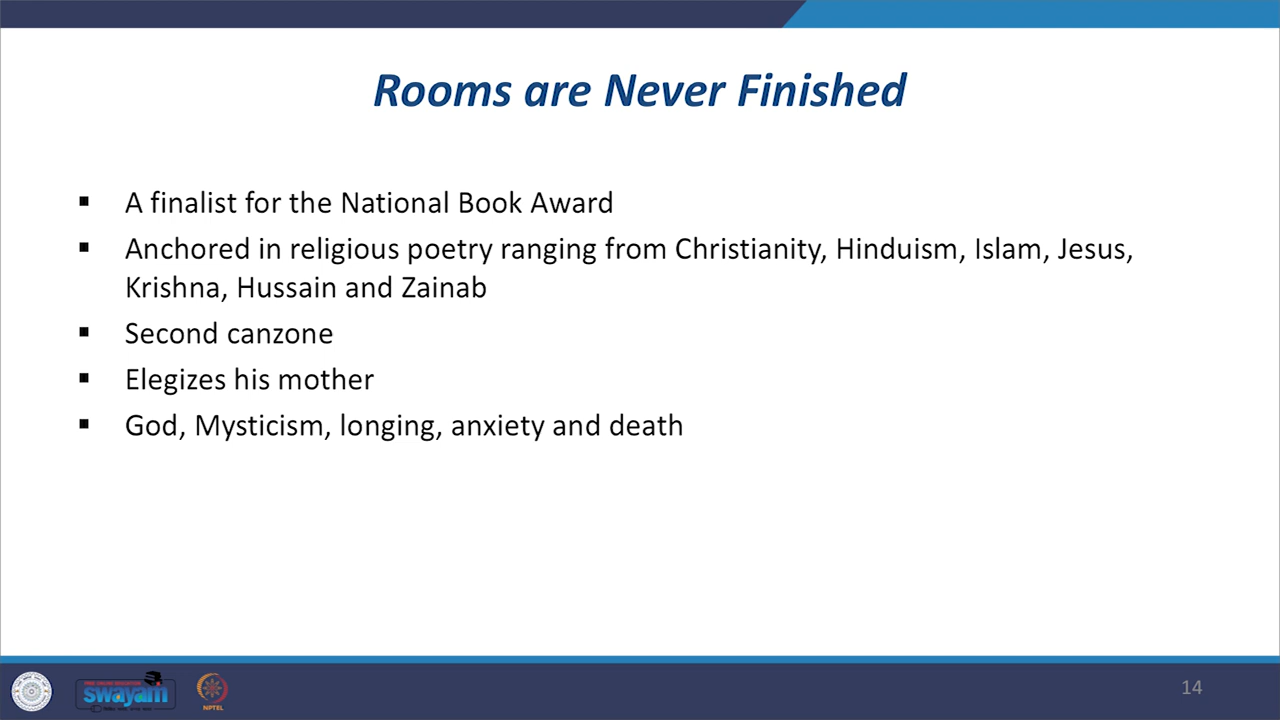 Rooms are Never Finished
▪ A finalist for the National Book Award
▪ Anchored in religious poetry ranging from Christianity, Hinduism, Islam, Jesus,
Krishna, Hussain and Zainab
▪ Second canzone
▪ Elegizes his mother
▪ God, Mysticism, longing, anxiety and death
swayam
NPTEL
14